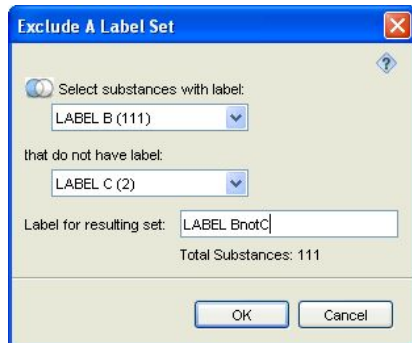 Exclude A Label Set
Select substances with label:
LABEL B (111)
that do not have label:
LABEL C (2)
Label for resulting set: LABEL BnotC
Total Substances: 111
OK Cancel